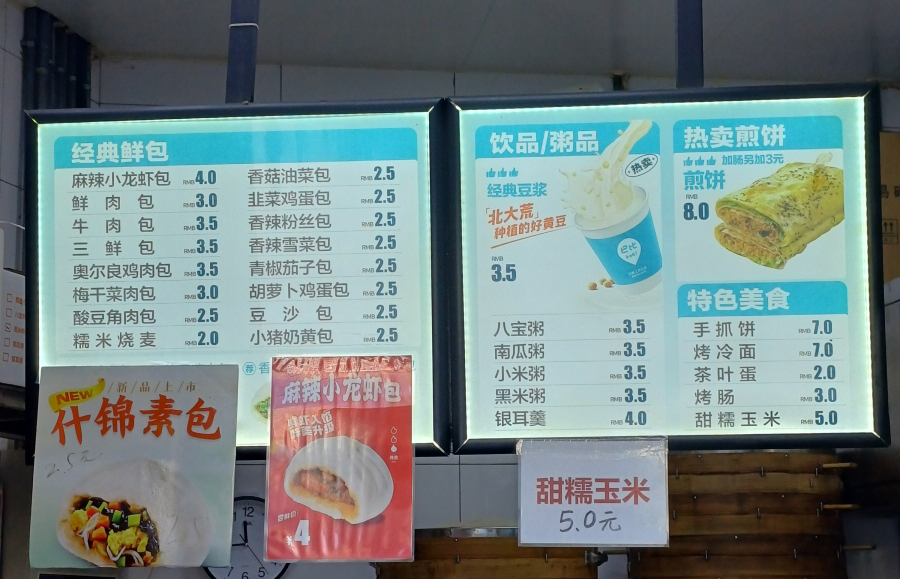 经典鲜包
麻辣小龙虾包 RMB 4.0
鲜肉包 RMB 3.0
牛肉包 RMB 3.5
三鲜包 RMB 3.5
奥尔良鸡肉包 RMB 3.5
梅干菜肉包 RMB 3.0
酸豆角肉包 RMB 2.5
糯米烧麦 RMB 2.0
香菇油菜包 RMB 2.5
韭菜鸡蛋包 RMB 2.5
香辣粉丝包 RMB 2.5
香辣雪菜包 RMB 2.5
青椒茄子包 RMB 2.5
胡萝卜鸡蛋包 RMB 2.5
豆沙包 RMB 2.5
小猪奶黄包 RMB 2.5
荐 香
饮品/粥品
热卖
经典豆浆
「北大荒」
种植的好黄豆
RMB
3.5
巴比
八宝粥 RMB 3.5
南瓜粥 RMB 3.5
小米粥 RMB 3.5
黑米粥 RMB 3.5
银耳羹 RMB 4.0
热卖煎饼
加肠另加3元
煎饼
RMB
8.0
特色美食
手抓饼 RMB 7.0
烤冷面 RMB 7.0
茶叶蛋 RMB 2.0
烤肠 RMB 3.0
甜糯玉米 RMB 5.0
NEW /新/品/上/市
什锦素包
2.5元
麻辣小龙虾包
尝鲜价
¥4
甜糯玉米
5.0元
11 12 1